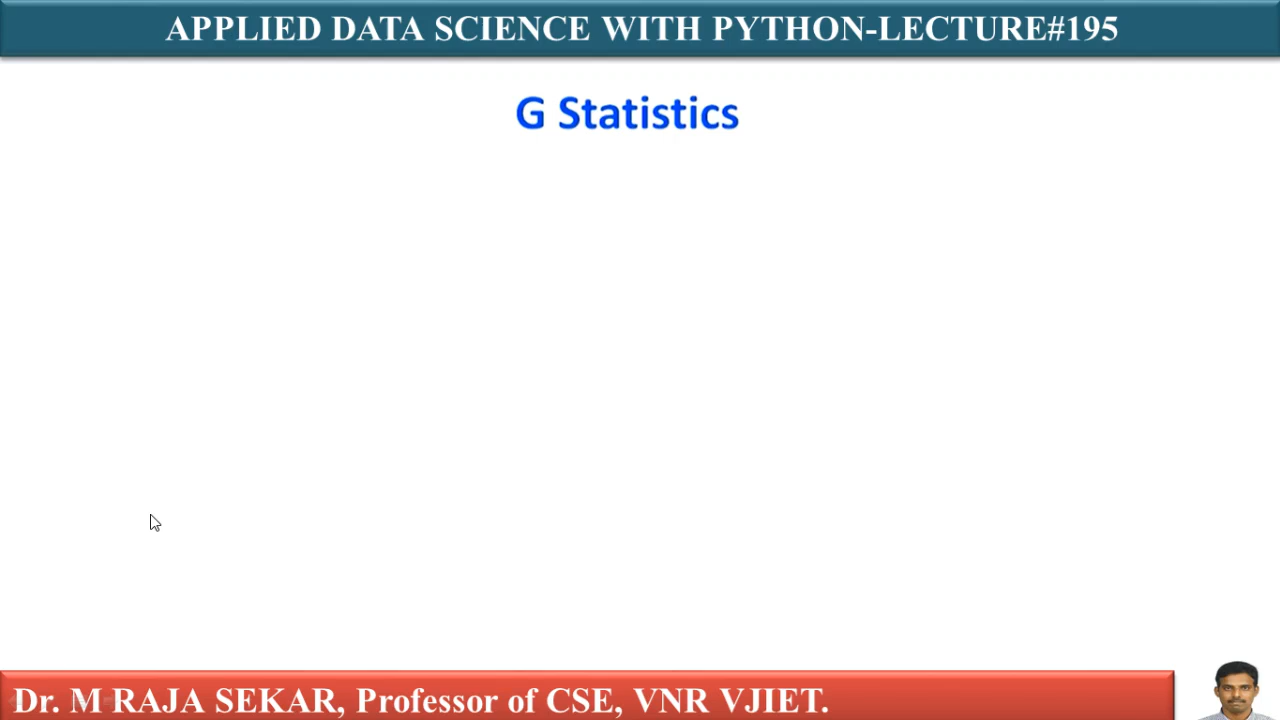 APPLIED DATA SCIENCE WITH PYTHON-LECTURE#195
G Statistics
Dr. M RAJA SEKAR, Professor of CSE, VNR VJIET.